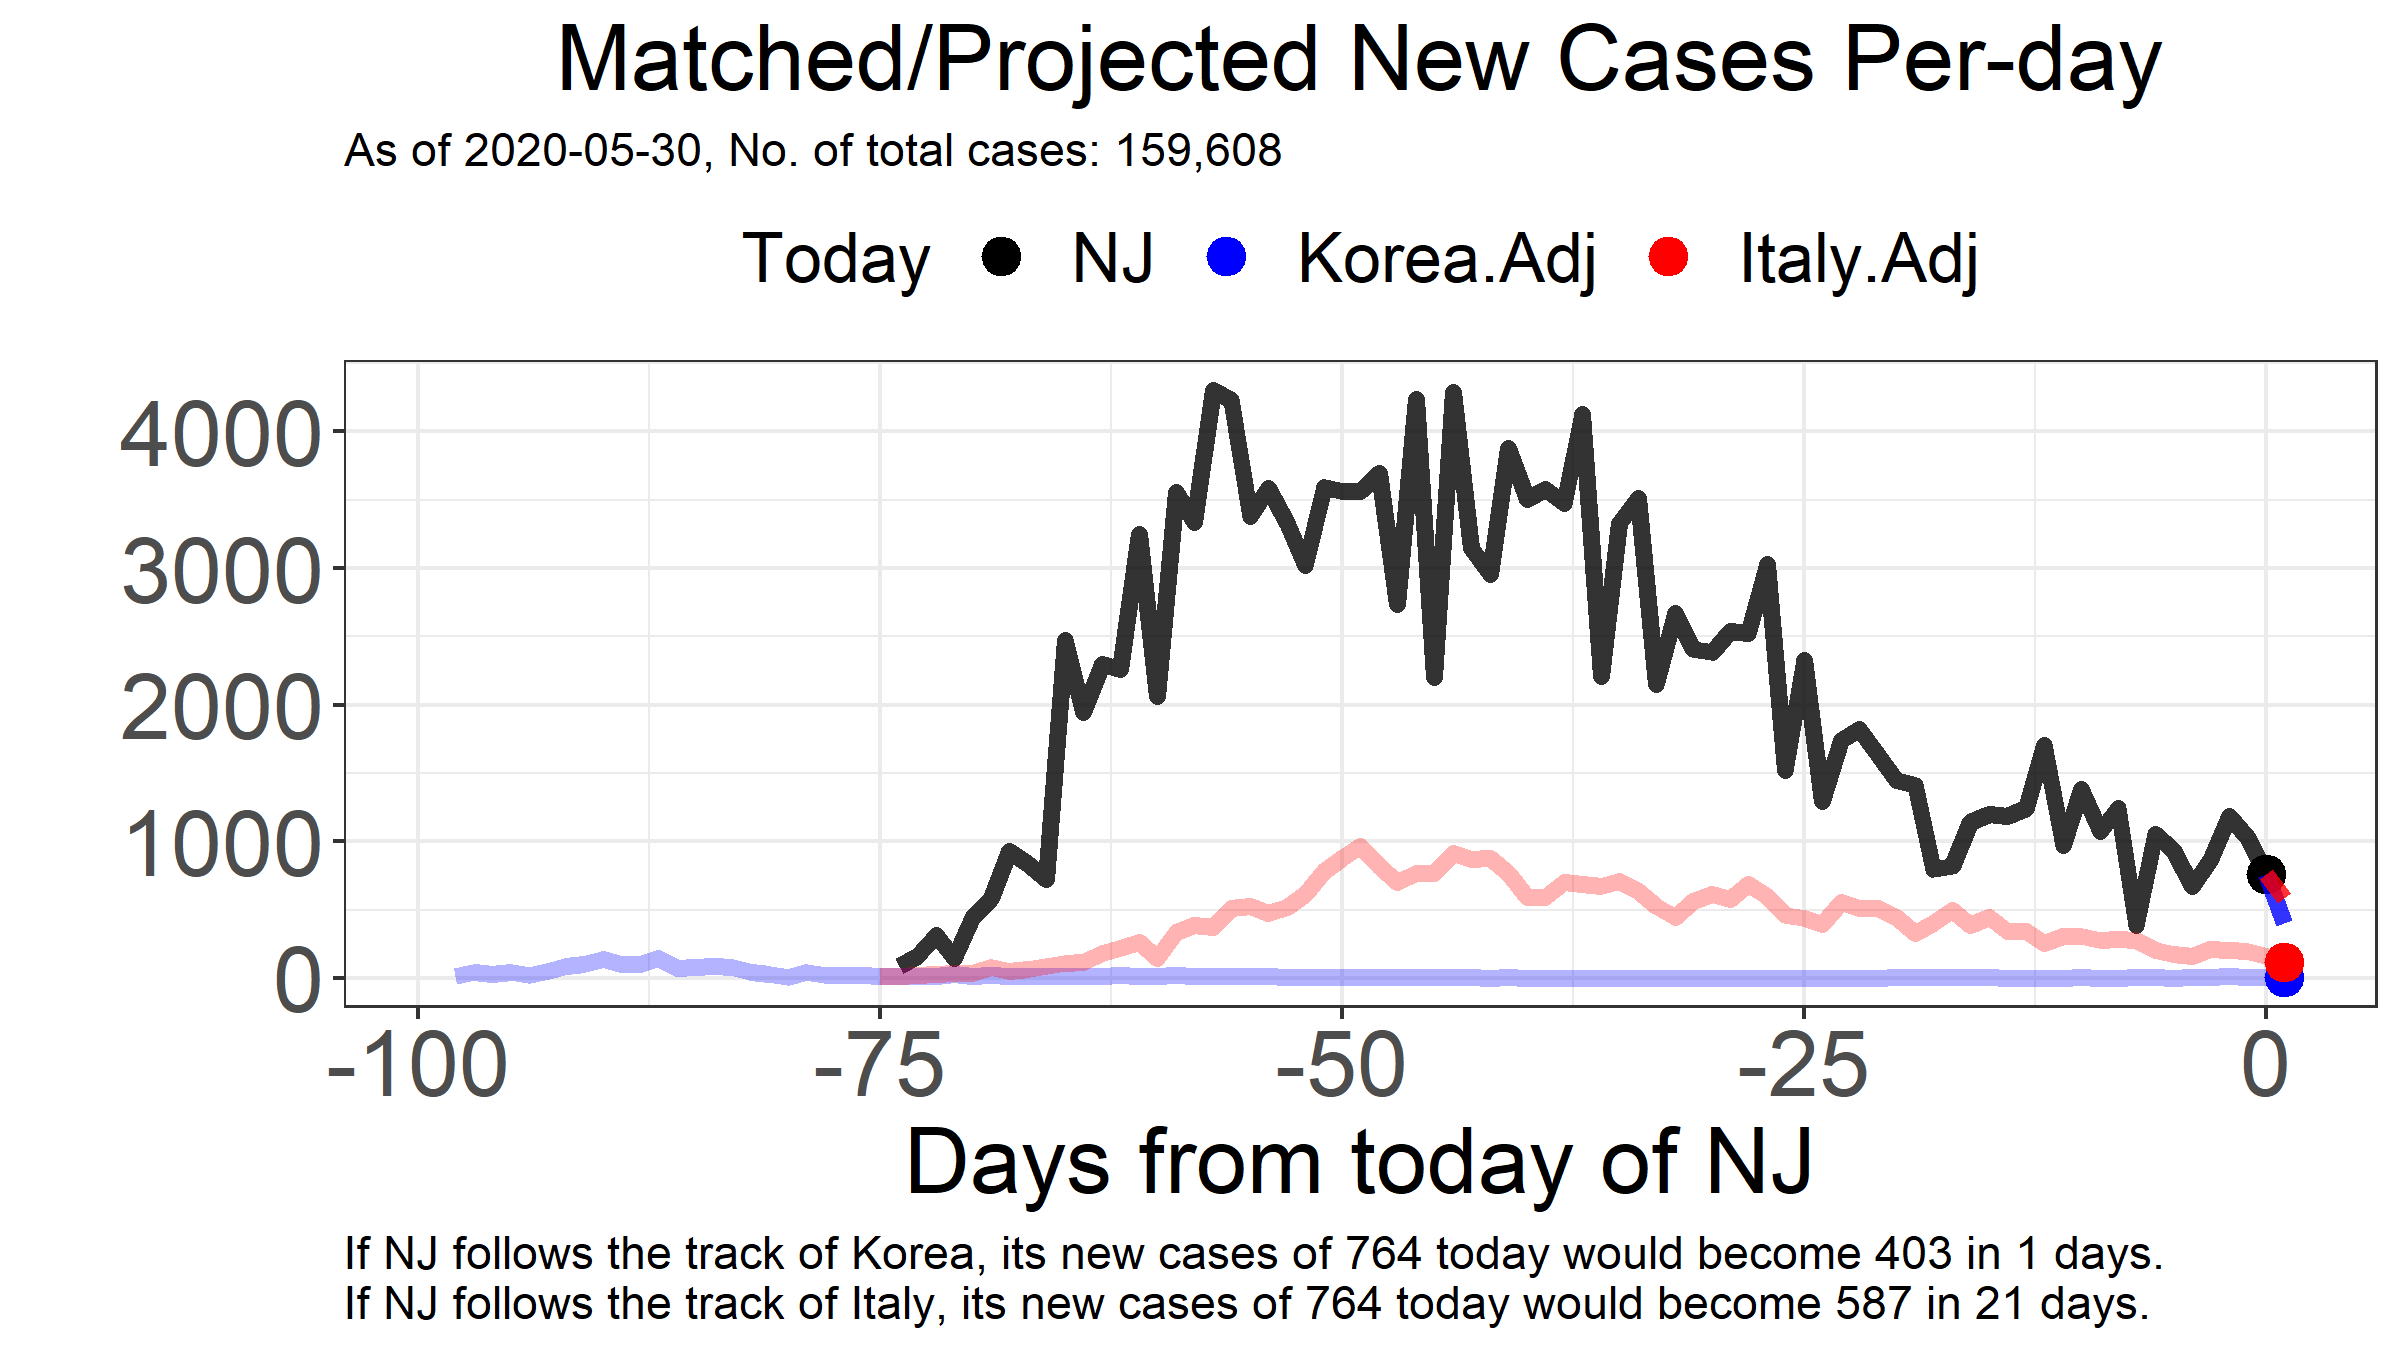 Matched/Projected New Cases Per-day
As of 2020-05-30, No. of total cases: 159,608
Today NJ Korea.Adj Italy.Adj
4000
3000
2000
1000
0
-100 -75 -50 -25 0
Days from today of NJ
If NJ follows the track of Korea, its new cases of 764 today would become 403 in 1 days.
If NJ follows the track of Italy, its new cases of 764 today would become 587 in 21 days.